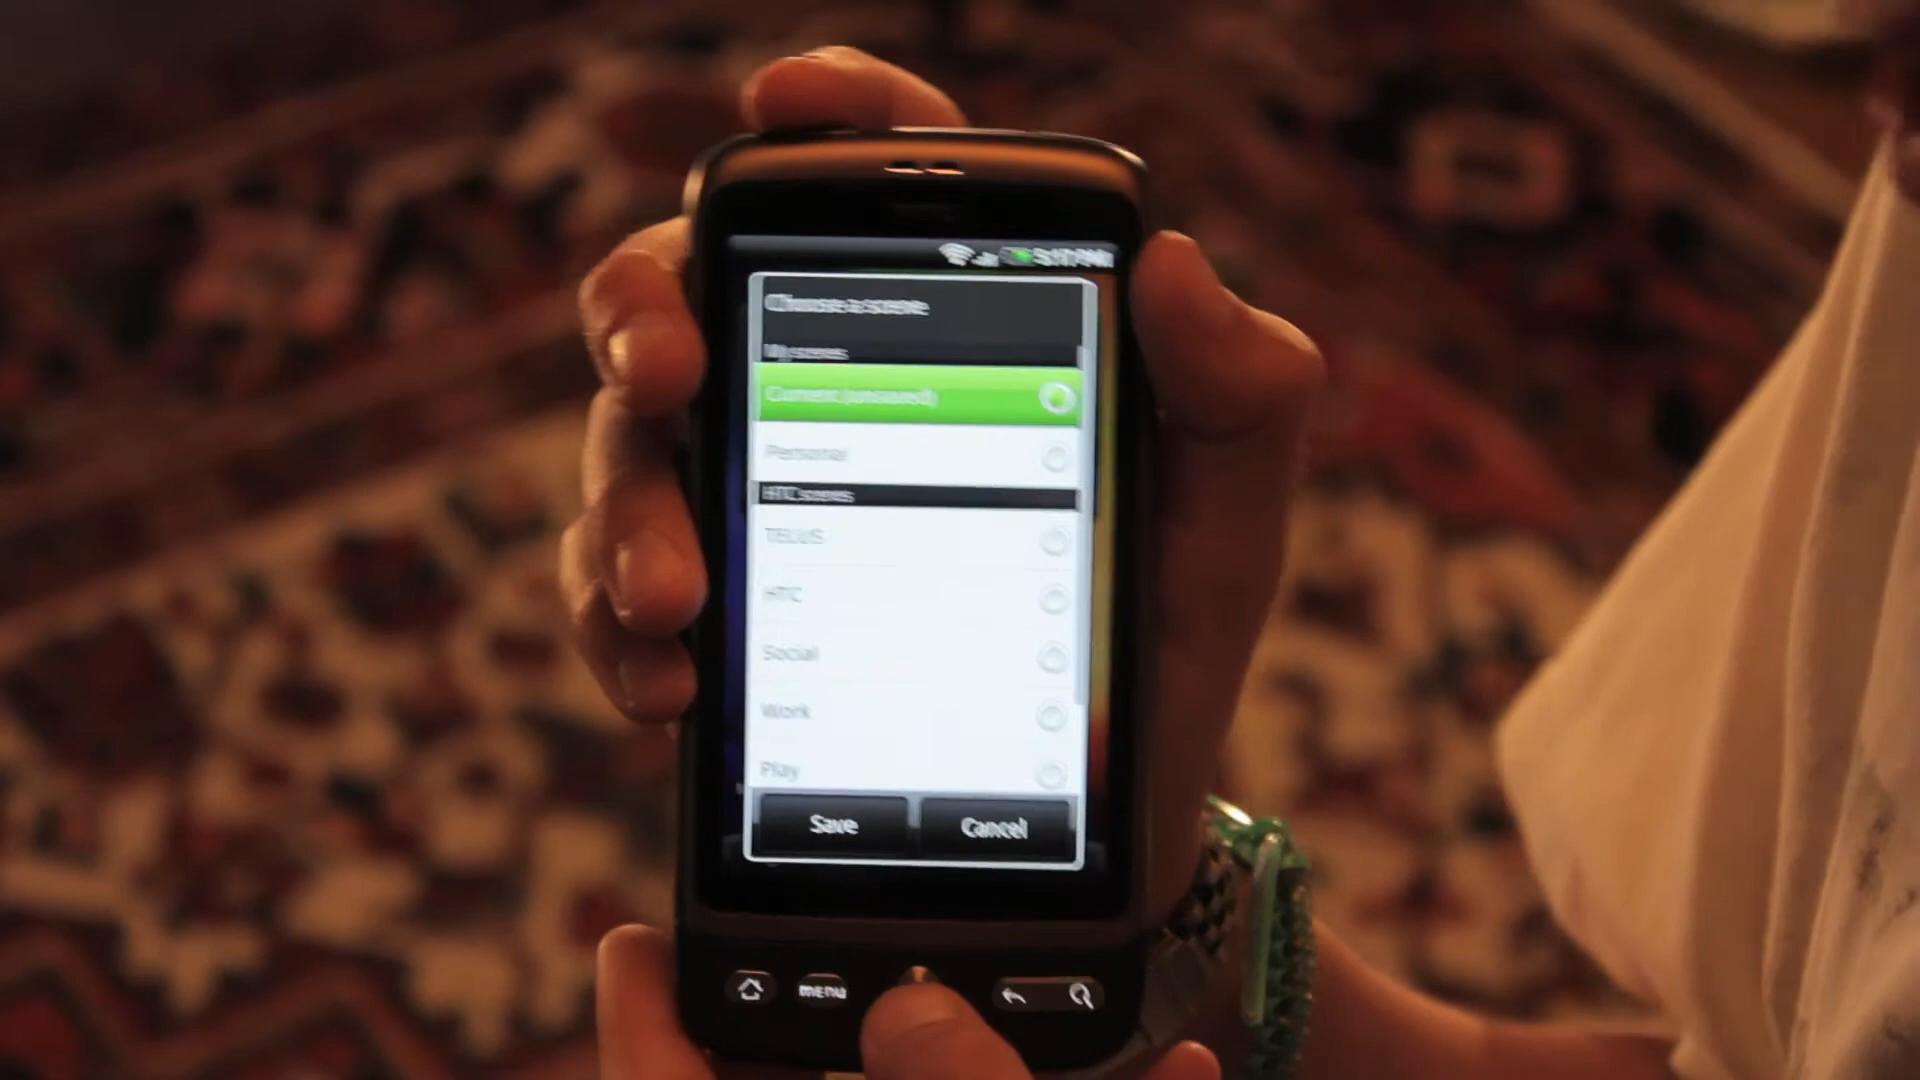 Choose a scene
My scenes
Current (unsaved)
Personal
HTC scenes
TELUS
HTC
Social
Work
Play
Save Cancel
menu